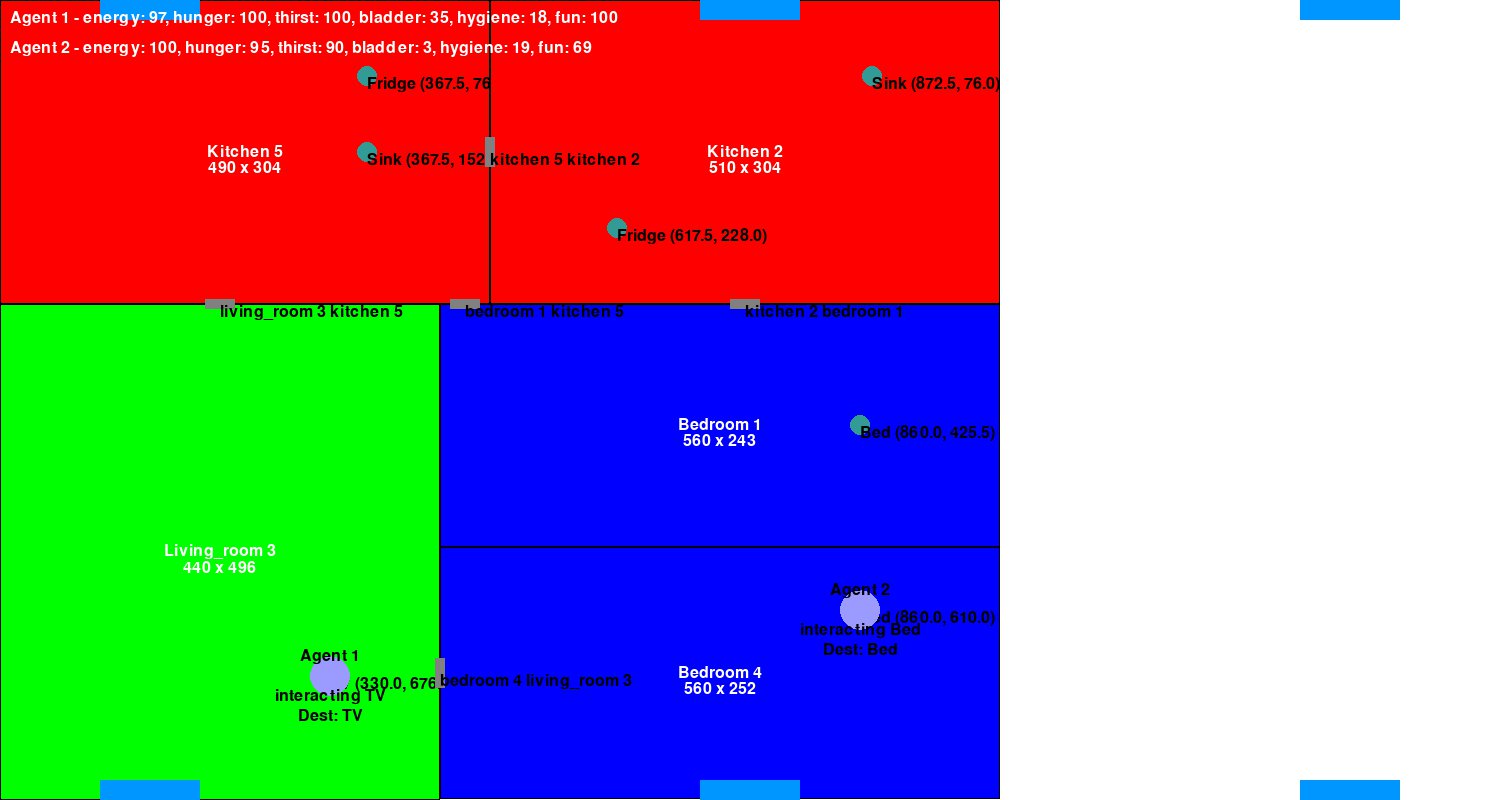 Agent 1 - energy: 97, hunger: 100, thirst: 100, bladder: 35, hygiene: 18, fun: 100
Agent 2 - energy: 100, hunger: 95, thirst: 90, bladder: 3, hygiene: 19, fun: 69
Fridge (367.5, 76
Sink (872.5, 76.0)
Kitchen 5
490 x 304
Sink (367.5, 152
kitchen 5 kitchen 2
Kitchen 2
510 x 304
Fridge (617.5, 228.0)
living_room 3 kitchen 5
bedroom 1 kitchen 5
kitchen 2 bedroom 1
Bedroom 1
560 x 243
Bed (860.0, 425.5)
Living_room 3
440 x 496
Agent 2
d (860.0, 610.0)
interacting Bed
Dest: Bed
Agent 1
(330.0, 676
interacting TV
Dest: TV
bedroom 4 living_room 3
Bedroom 4
560 x 252